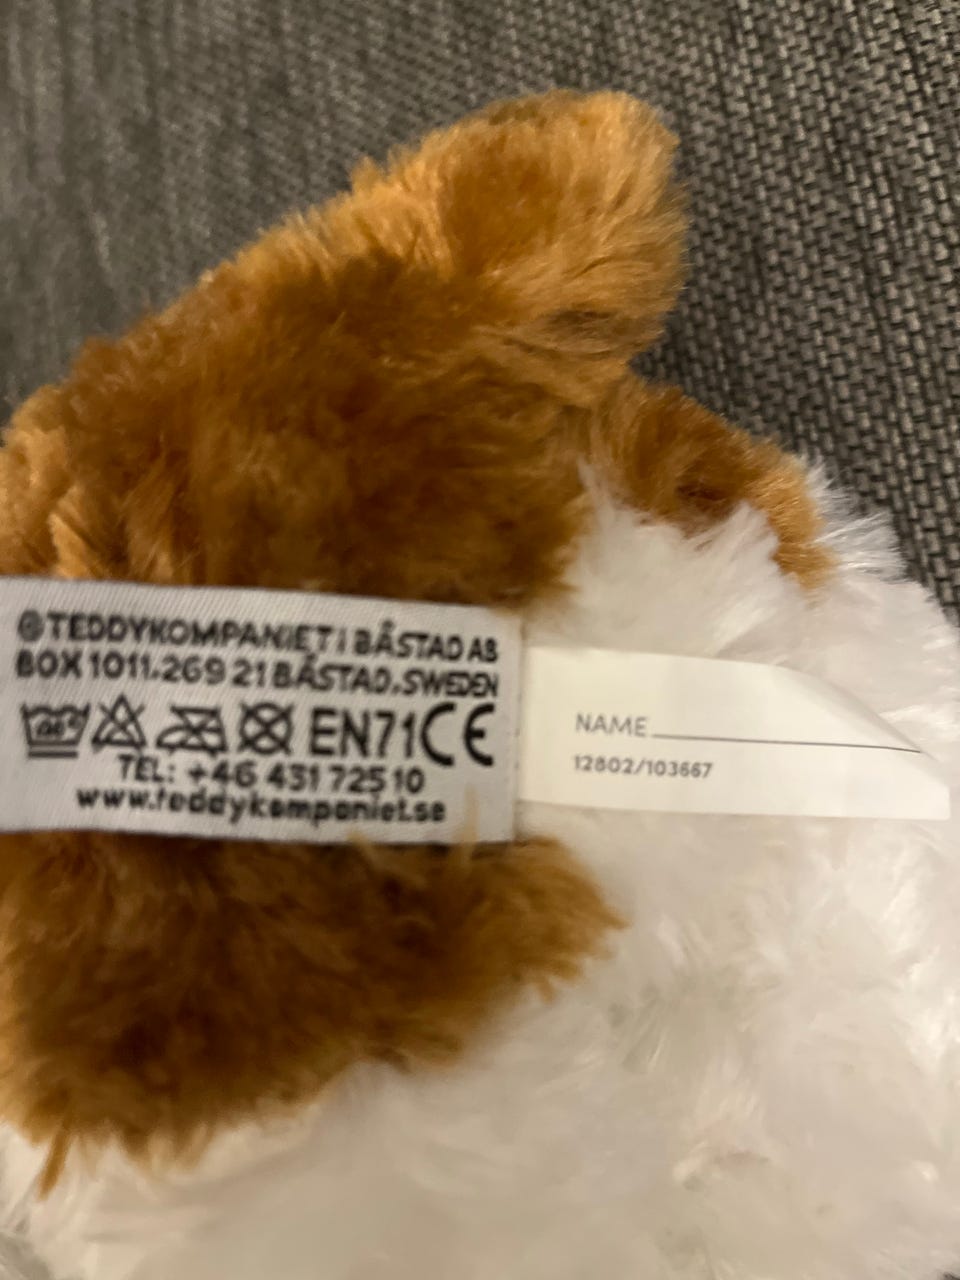 © TEDDYKOMPANIET i BÅSTAD AB
BOX 1011.269 21 BÅSTAD.SWEDEN
EN71 CE
TEL: +46 431 725 10
www.teddykompaniet.se
NAME
12802/103667